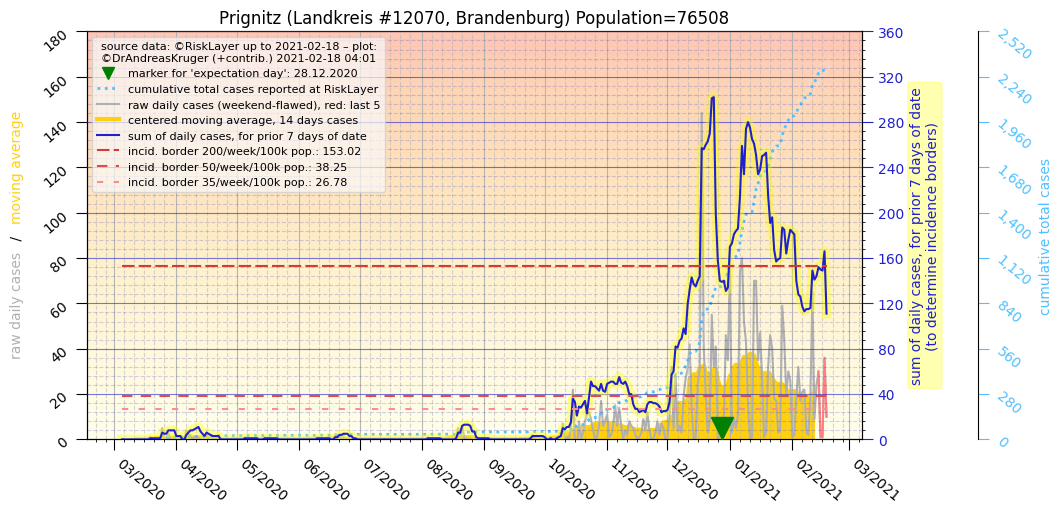 Prignitz (Landkreis #12070, Brandenburg) Population=76508
source data: ©RiskLayer up to 2021-02-18 – plot:
©DrAndreasKruger (+contrib.) 2021-02-18 04:01
marker for 'expectation day': 28.12.2020
cumulative total cases reported at RiskLayer
raw daily cases (weekend-flawed), red: last 5
centered moving average, 14 days cases
sum of daily cases, for prior 7 days of date
incid. border 200/week/100k pop.: 153.02
incid. border 50/week/100k pop.: 38.25
incid. border 35/week/100k pop.: 26.78
raw daily cases / moving average
180
160
140
120
100
80
60
40
20
0
03/2020
04/2020
05/2020
06/2020
07/2020
08/2020
09/2020
10/2020
11/2020
12/2020
01/2021
02/2021
03/2021
360
320
280
240
200
160
120
80
40
0
sum of daily cases, for prior 7 days of date
(to determine incidence borders)
2,520
2,240
1,960
1,680
1,400
1,120
840
560
280
0
cumulative total cases